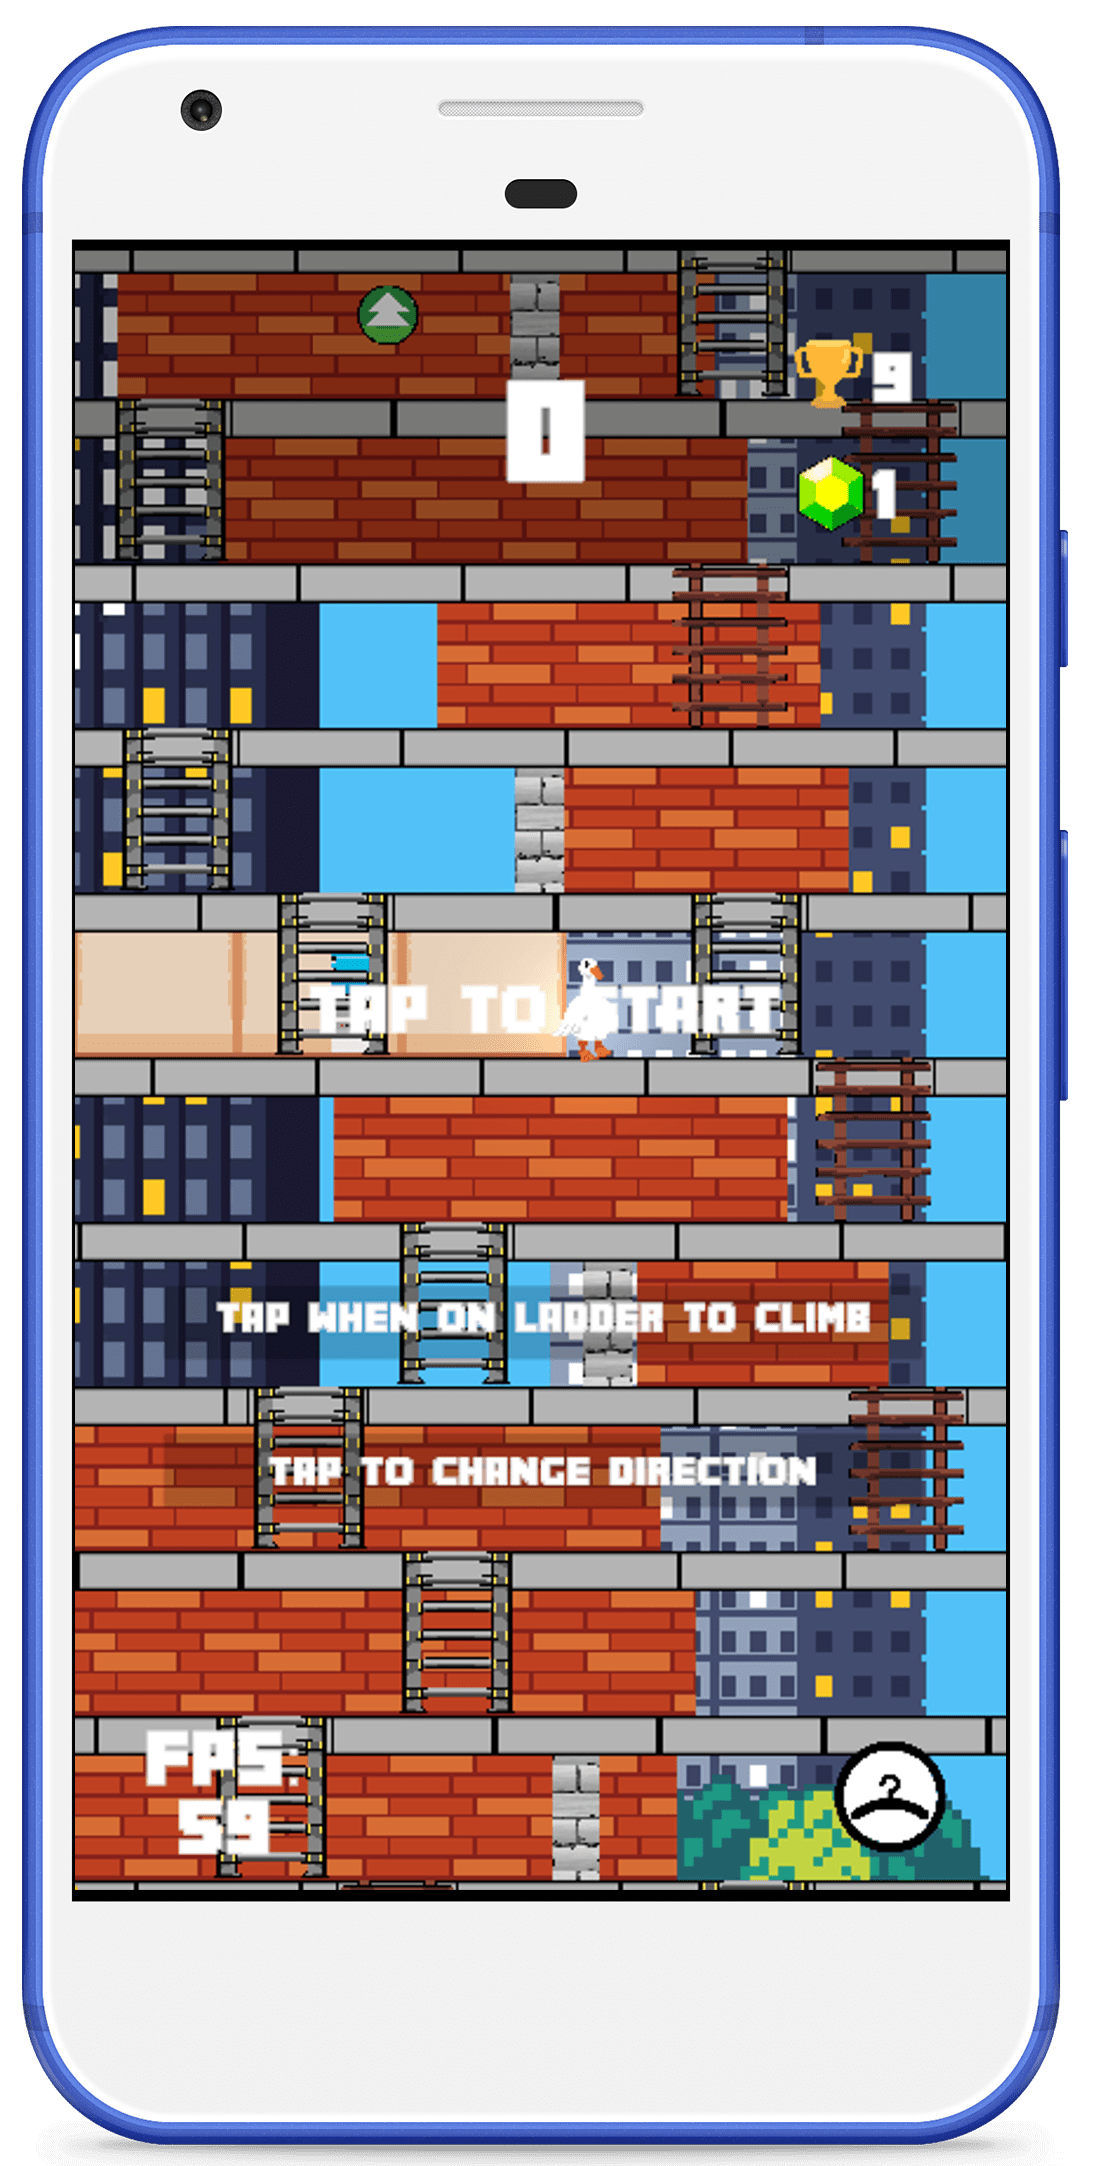 9
0
1
TAP TO START
TAP WHEN ON LADDER TO CLIMB
TAP TO CHANGE DIRECTION
FPS:
59
?